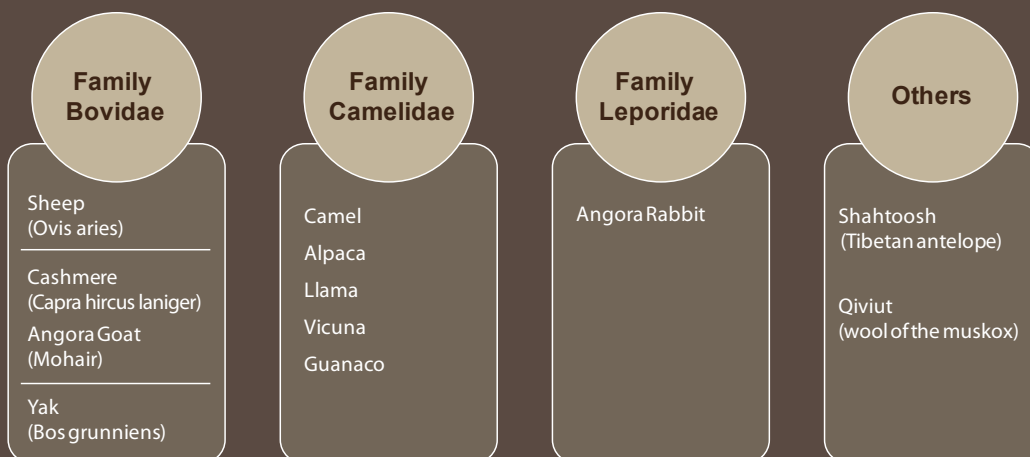 Family
Bovidae
Sheep
(Ovis aries)
Cashmere
(Capra hircus laniger)
Angora Goat
(Mohair)
Yak
(Bos grunniens)
Family
Camelidae
Camel
Alpaca
Llama
Vicuna
Guanaco
Family
Leporidae
Angora Rabbit
Others
Shahtoosh
(Tibetan antelope)
Qiviut
(wool of the muskox)